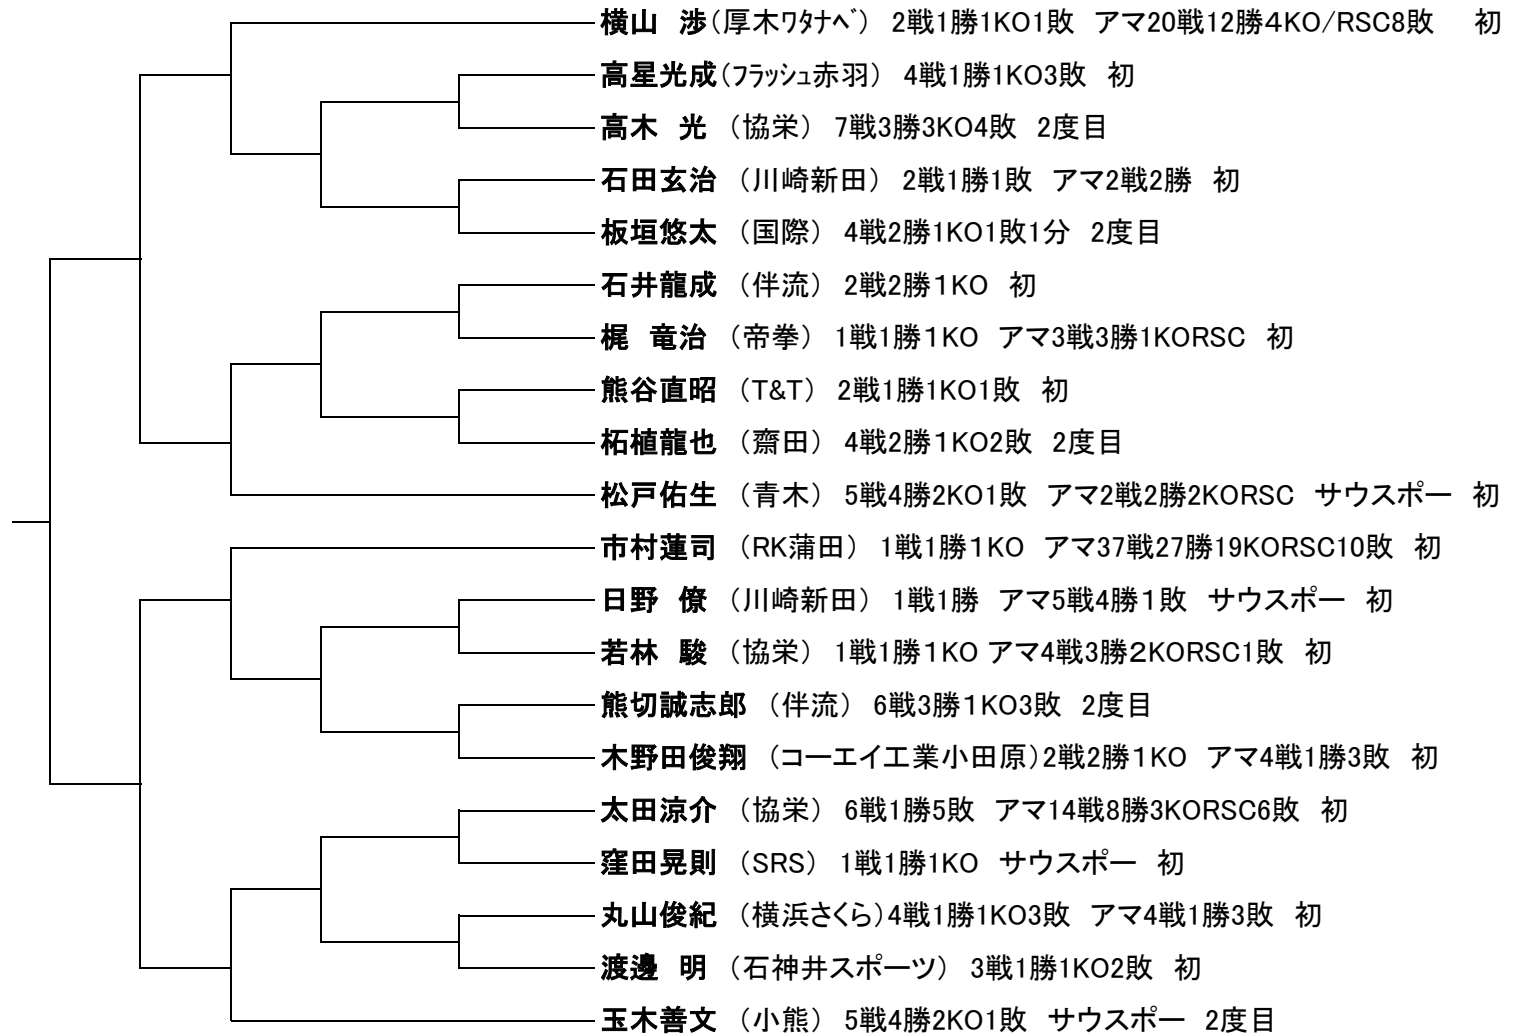 横山　渉（厚木ﾜﾀﾅﾍﾞ）　2戦1勝1KO1敗　アマ20戦12勝４KO/RSC8敗　　初
高星光成（ﾌﾗｯｼｭ赤羽）　4戦1勝1KO3敗　初
高木　光　（協栄）　7戦3勝3KO4敗　2度目
石田玄治　（川崎新田）　2戦1勝1敗　アマ2戦2勝　初
板垣悠太　（国際）　4戦2勝1KO1敗1分　2度目
石井龍成　（伴流）　2戦2勝１KO　初
梶　竜治　（帝拳）　1戦1勝１KO　アマ3戦3勝1KORSC　初
熊谷直昭　（T&T）　2戦1勝1KO1敗　初
柘植龍也　（齋田）　4戦2勝１KO2敗　2度目
松戸佑生　（青木）　5戦4勝2KO1敗　アマ2戦2勝2KORSC　サウスポー　初
市村蓮司　（RK蒲田）　1戦1勝１KO　アマ37戦27勝19KORSC10敗　初
日野　僚　（川崎新田）　1戦1勝　アマ5戦4勝１敗　サウスポー　初
若林　駿　（協栄）　1戦1勝１KO アマ4戦3勝２KORSC1敗　初
熊切誠志郎　（伴流）　6戦3勝１KO3敗　2度目
木野田俊翔　（コーエイ工業小田原）2戦2勝１KO　アマ4戦1勝3敗　初
太田涼介　（協栄）　6戦1勝5敗　アマ14戦8勝3KORSC6敗　初
窪田晃則　（SRS）　1戦1勝1KO　サウスポー　初
丸山俊紀　（横浜さくら）4戦1勝1KO3敗　アマ4戦1勝3敗　初
渡邊　明　（石神井スポーツ）　3戦1勝1KO2敗　初
玉木善文　（小熊）　5戦4勝2KO1敗　サウスポー　2度目